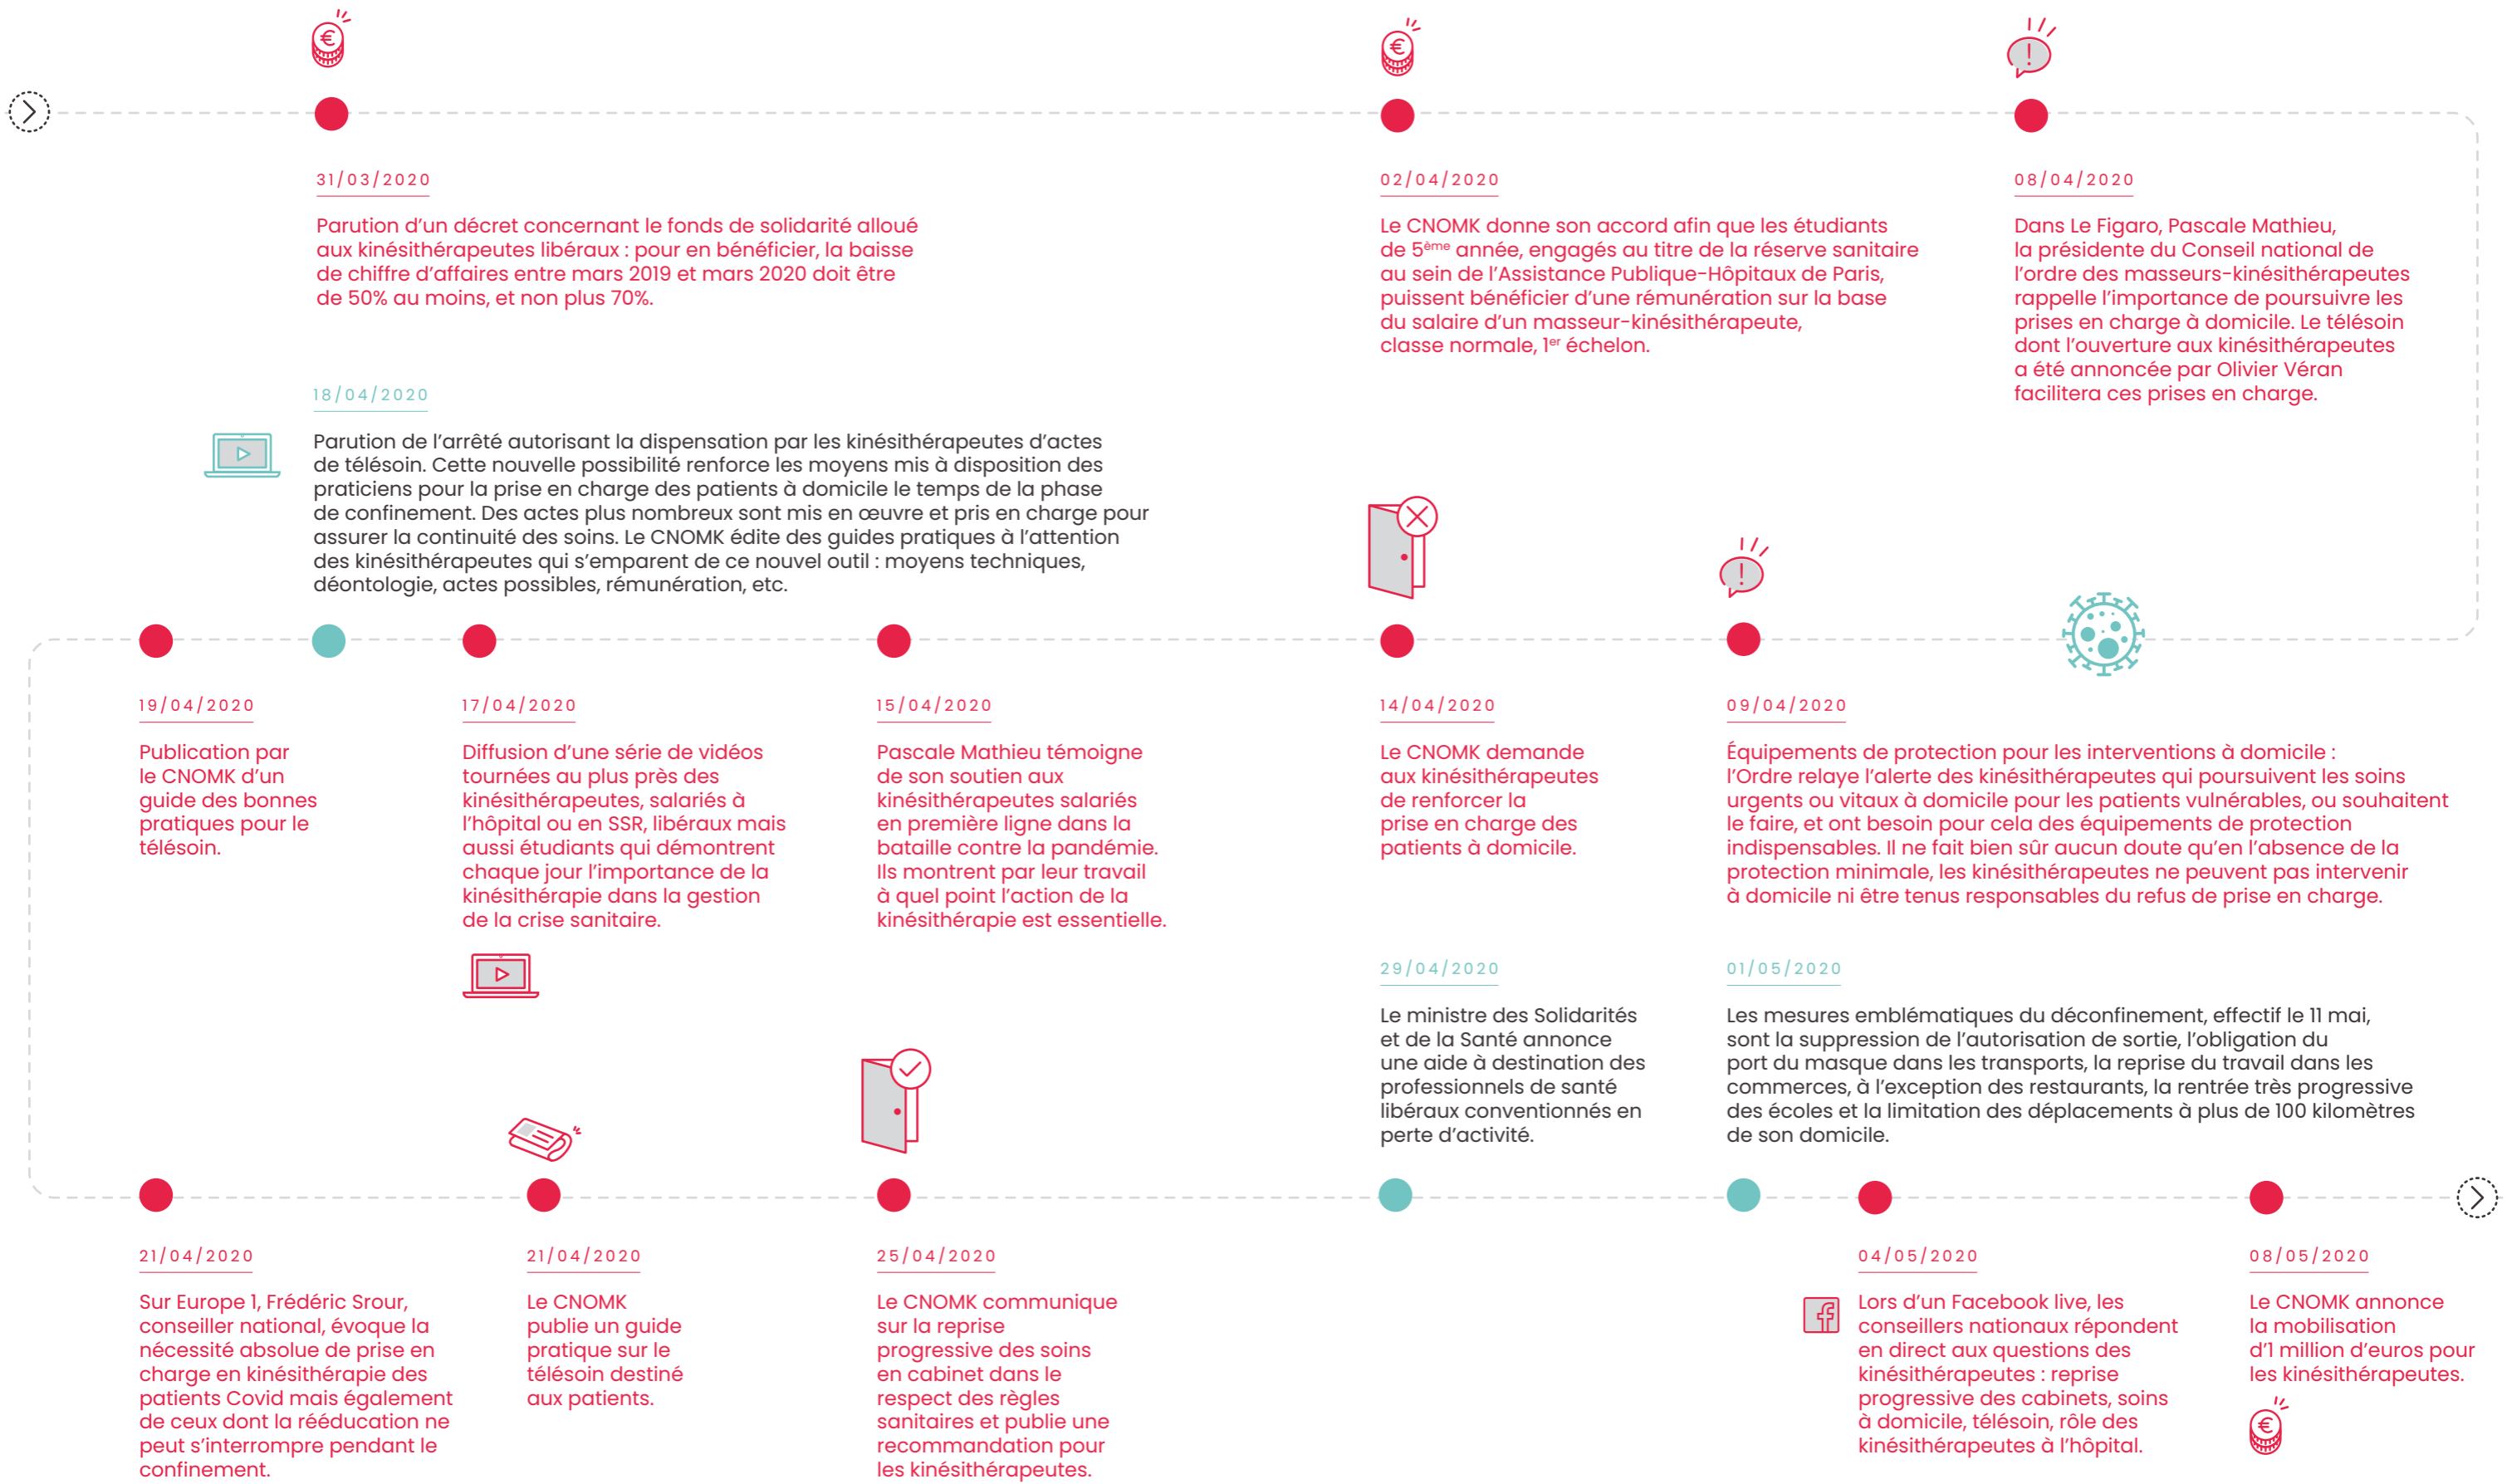 31/03/2020
Parution d’un décret concernant le fonds de solidarité alloué
aux kinésithérapeutes libéraux : pour en bénéficier, la baisse
de chiffre d’affaires entre mars 2019 et mars 2020 doit être
de 50% au moins, et non plus 70%.
02/04/2020
Le CNOMK donne son accord afin que les étudiants
de 5ème année, engagés au titre de la réserve sanitaire
au sein de l’Assistance Publique-Hôpitaux de Paris,
puissent bénéficier d’une rémunération sur la base
du salaire d’un masseur-kinésithérapeute,
classe normale, 1er échelon.
08/04/2020
Dans Le Figaro, Pascale Mathieu,
la présidente du Conseil national de
l’ordre des masseurs-kinésithérapeutes
rappelle l’importance de poursuivre les
prises en charge à domicile. Le télésoin
dont l’ouverture aux kinésithérapeutes
a été annoncée par Olivier Véran
facilitera ces prises en charge.
18/04/2020
Parution de l’arrêté autorisant la dispensation par les kinésithérapeutes d’actes
de télésoin. Cette nouvelle possibilité renforce les moyens mis à disposition des
praticiens pour la prise en charge des patients à domicile le temps de la phase
de confinement. Des actes plus nombreux sont mis en œuvre et pris en charge pour
assurer la continuité des soins. Le CNOMK édite des guides pratiques à l’attention
des kinésithérapeutes qui s’emparent de ce nouvel outil : moyens techniques,
déontologie, actes possibles, rémunération, etc.
19/04/2020
Publication par
le CNOMK d’un
guide des bonnes
pratiques pour le
télésoin.
17/04/2020
Diffusion d’une série de vidéos
tournées au plus près des
kinésithérapeutes, salariés à
l’hôpital ou en SSR, libéraux mais
aussi étudiants qui démontrent
chaque jour l’importance de la
kinésithérapie dans la gestion
de la crise sanitaire.
15/04/2020
Pascale Mathieu témoigne
de son soutien aux
kinésithérapeutes salariés
en première ligne dans la
bataille contre la pandémie.
Ils montrent par leur travail
à quel point l’action de la
kinésithérapie est essentielle.
14/04/2020
Le CNOMK demande
aux kinésithérapeutes
de renforcer la
prise en charge des
patients à domicile.
09/04/2020
Équipements de protection pour les interventions à domicile :
l’Ordre relaye l’alerte des kinésithérapeutes qui poursuivent les soins
urgents ou vitaux à domicile pour les patients vulnérables, ou souhaitent
le faire, et ont besoin pour cela des équipements de protection
indispensables. Il ne fait bien sûr aucun doute qu’en l’absence de la
protection minimale, les kinésithérapeutes ne peuvent pas intervenir
à domicile ni être tenus responsables du refus de prise en charge.
29/04/2020
Le ministre des Solidarités
et de la Santé annonce
une aide à destination des
professionnels de santé
libéraux conventionnés en
perte d’activité.
01/05/2020
Les mesures emblématiques du déconfinement, effectif le 11 mai,
sont la suppression de l’autorisation de sortie, l’obligation du
port du masque dans les transports, la reprise du travail dans les
commerces, à l’exception des restaurants, la rentrée très progressive
des écoles et la limitation des déplacements à plus de 100 kilomètres
de son domicile.
21/04/2020
Sur Europe 1, Frédéric Srour,
conseiller national, évoque la
nécessité absolue de prise en
charge en kinésithérapie des
patients Covid mais également
de ceux dont la rééducation ne
peut s’interrompre pendant le
confinement.
21/04/2020
Le CNOMK
publie un guide
pratique sur le
télésoin destiné
aux patients.
25/04/2020
Le CNOMK communique
sur la reprise
progressive des soins
en cabinet dans le
respect des règles
sanitaires et publie une
recommandation pour
les kinésithérapeutes.
04/05/2020
Lors d’un Facebook live, les
conseillers nationaux répondent
en direct aux questions des
kinésithérapeutes : reprise
progressive des cabinets, soins
à domicile, télésoin, rôle des
kinésithérapeutes à l’hôpital.
08/05/2020
Le CNOMK annonce
la mobilisation
d’1 million d’euros pour
les kinésithérapeutes.